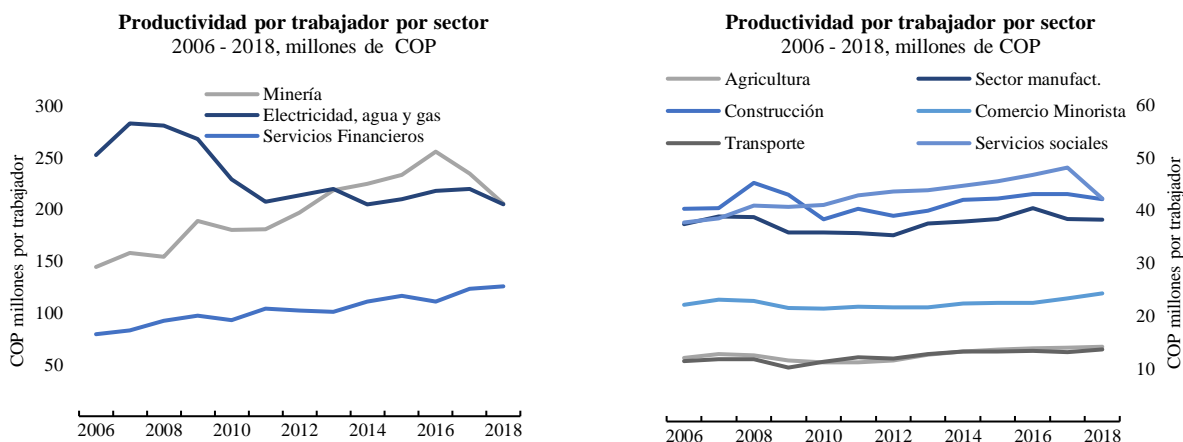 Productividad por trabajador por sector
2006 - 2018, millones de COP
Minería
Electricidad, agua y gas
Servicios Financieros
COP millones por trabajador
300
250
200
150
100
50
2006 2008 2010 2012 2014 2016 2018
Productividad por trabajador por sector
2006 - 2018, millones de COP
Agricultura Sector manufact.
Construcción Comercio Minorista
Transporte Servicios sociales
60
50
40
30
20
10
COP millones por trabajador
2006 2008 2010 2012 2014 2016 2018